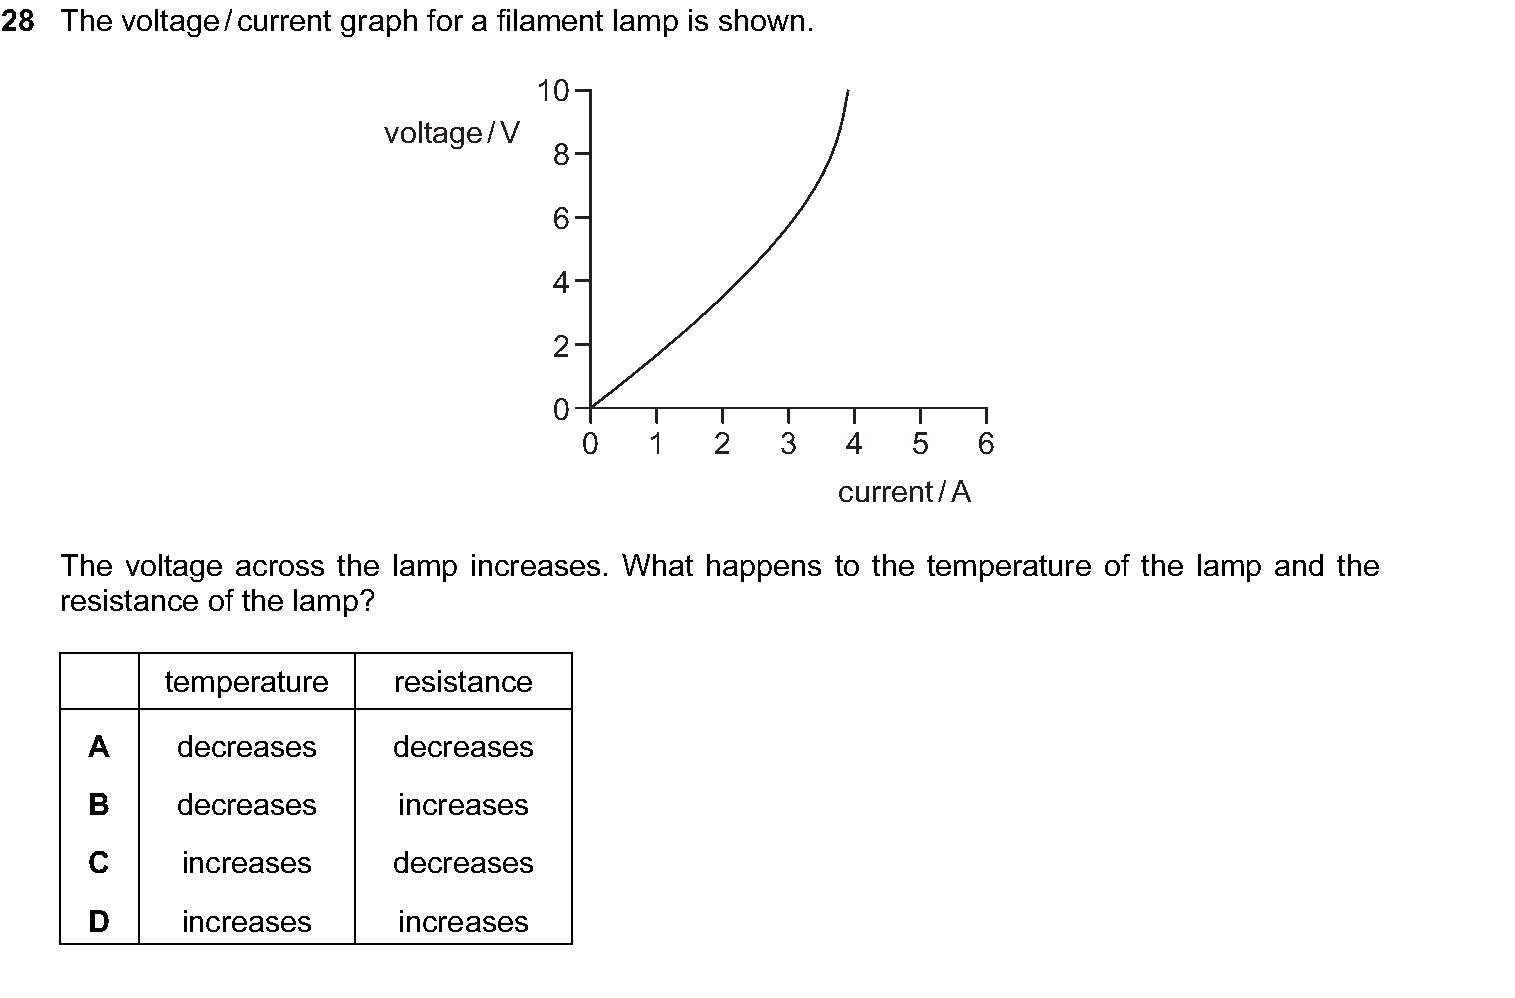 28 The voltage / current graph for a filament lamp is shown.
10
voltage / V
8
6
4
2
0
0 1 2 3 4 5 6
current / A
The voltage across the lamp increases. What happens to the temperature of the lamp and the
resistance of the lamp?
temperature resistance
A decreases decreases
B decreases increases
C increases decreases
D increases increases